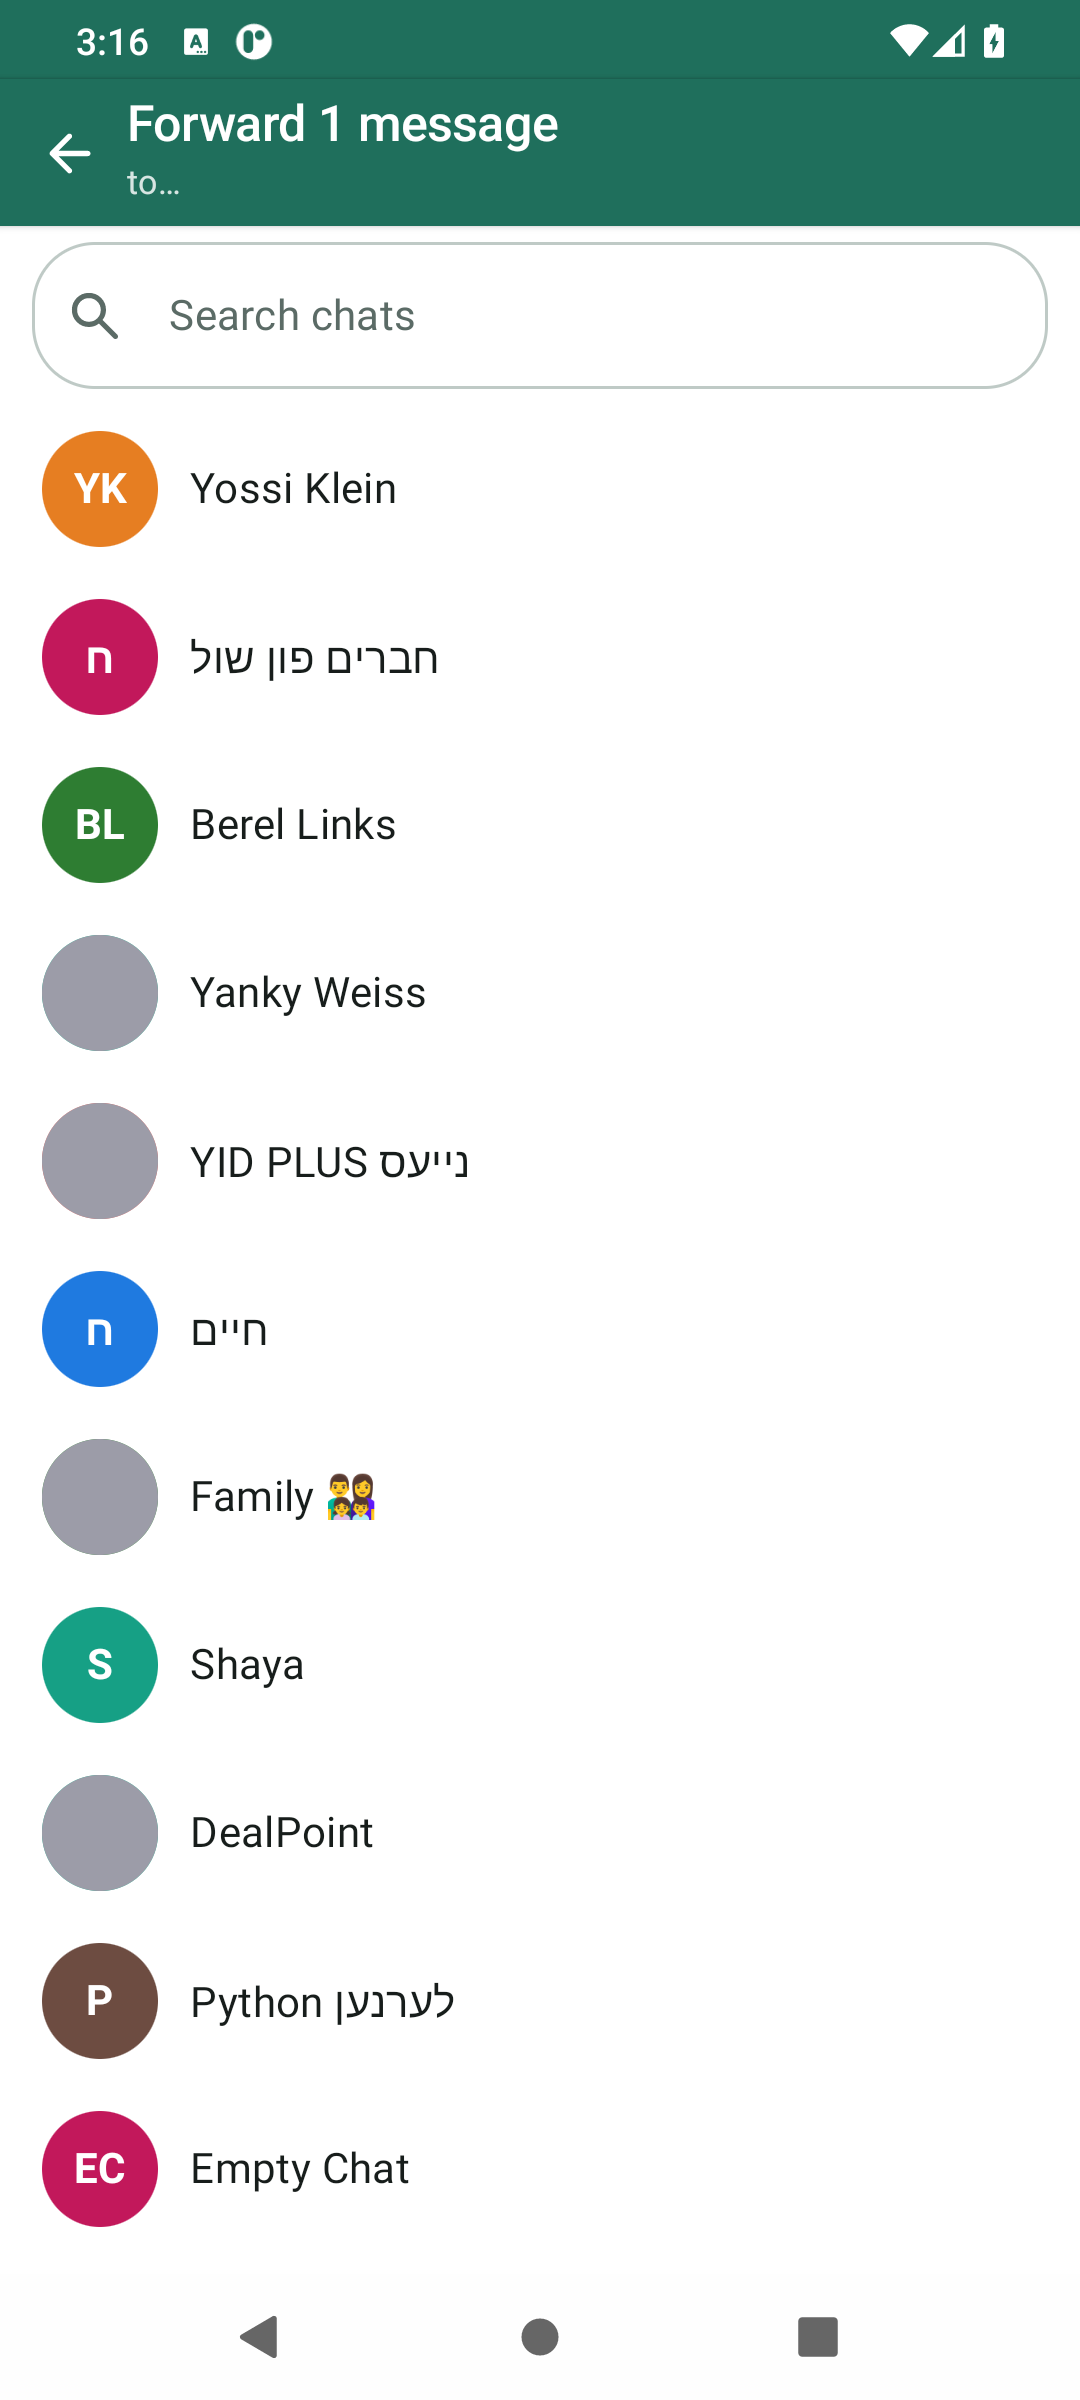 3:16
Forward 1 message
to...
Search chats
YK Yossi Klein
ח חברים פון שול
BL Berel Links
Yanky Weiss
YID PLUS נייעס
ח חיים
Family 👨‍👩‍👧‍👦
S Shaya
DealPoint
P Python לערנען
EC Empty Chat